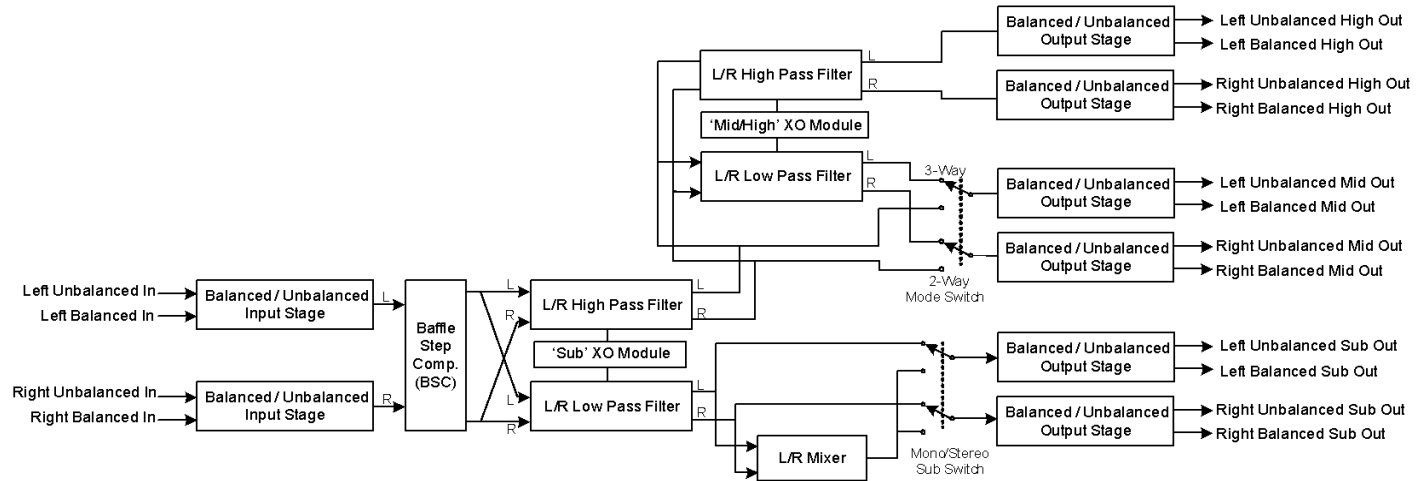 Balanced / Unbalanced
Output Stage
Left Unbalanced High Out
Left Balanced High Out
L
R
L/R High Pass Filter
Balanced / Unbalanced
Output Stage
Right Unbalanced High Out
Right Balanced High Out
'Mid/High' XO Module
L
R
L/R Low Pass Filter
3-Way
Balanced / Unbalanced
Output Stage
Left Unbalanced Mid Out
Left Balanced Mid Out
Balanced / Unbalanced
Output Stage
Right Unbalanced Mid Out
Right Balanced Mid Out
2-Way
Mode Switch
Left Unbalanced In
Left Balanced In
Balanced / Unbalanced
Input Stage
L
Baffle
Step
Comp.
(BSC)
L
R
L/R High Pass Filter
L
R
'Sub' XO Module
Right Unbalanced In
Right Balanced In
Balanced / Unbalanced
Input Stage
R
L
R
L/R Low Pass Filter
L
R
L/R Mixer
Mono/Stereo
Sub Switch
Balanced / Unbalanced
Output Stage
Left Unbalanced Sub Out
Left Balanced Sub Out
Balanced / Unbalanced
Output Stage
Right Unbalanced Sub Out
Right Balanced Sub Out